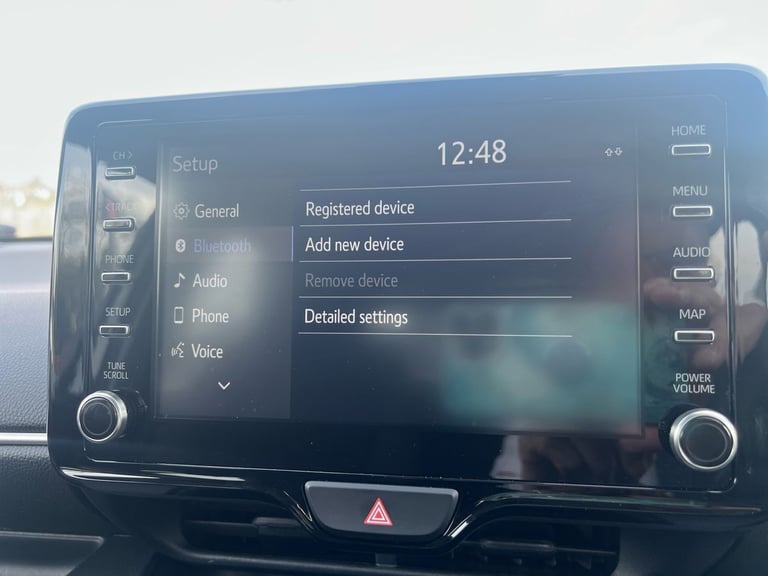 CH >
< TRACK
PHONE
SETUP
TUNE
SCROLL
Setup
12:48
General
Bluetooth
Audio
Phone
Voice
Registered device
Add new device
Remove device
Detailed settings
HOME
MENU
AUDIO
MAP
POWER
VOLUME